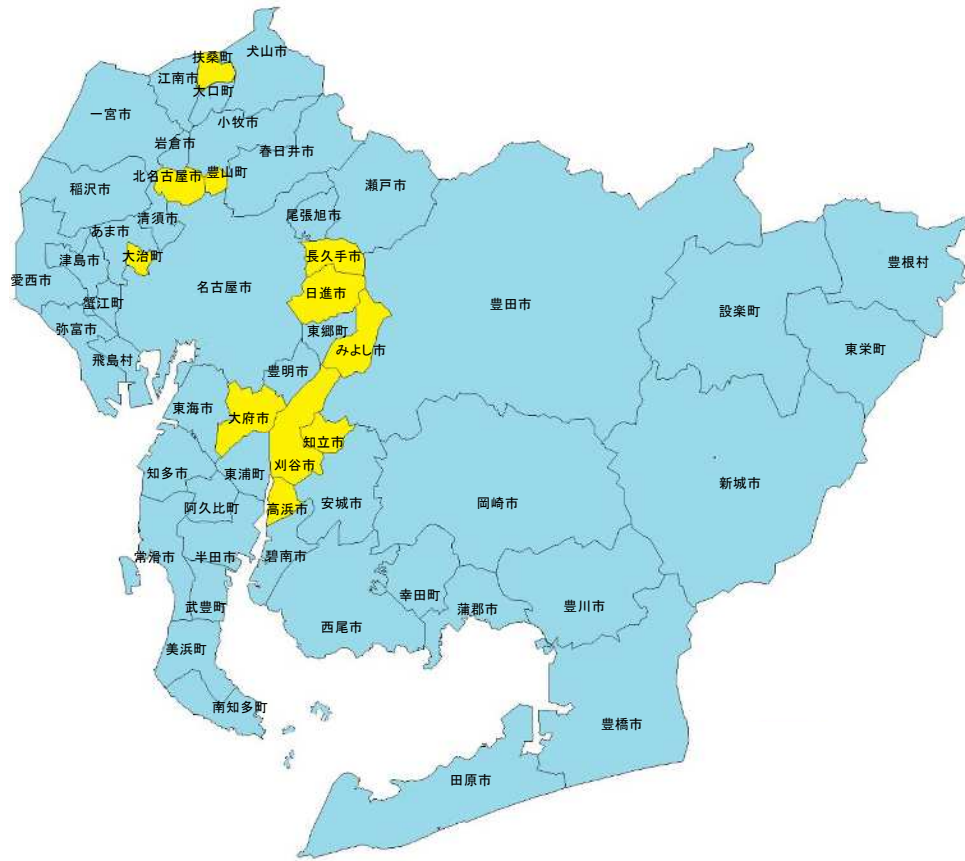 扶桑町
犬山市
江南市
大口町
一宮市
小牧市
岩倉市
春日井市
北名古屋市
豊山町
稲沢市
瀬戸市
清須市
尾張旭市
あま市
大治町
長久手市
津島市
愛西市
名古屋市
日進市
豊田市
豊根村
蟹江町
設楽町
弥富市
東郷町
みよし市
東栄町
飛島村
豊明市
東海市
大府市
知立市
知多市
東浦町
刈谷市
新城市
阿久比町
高浜市
安城市
岡崎市
常滑市
半田市
碧南市
武豊町
幸田町
蒲郡市
豊川市
西尾市
美浜町
南知多町
豊橋市
田原市